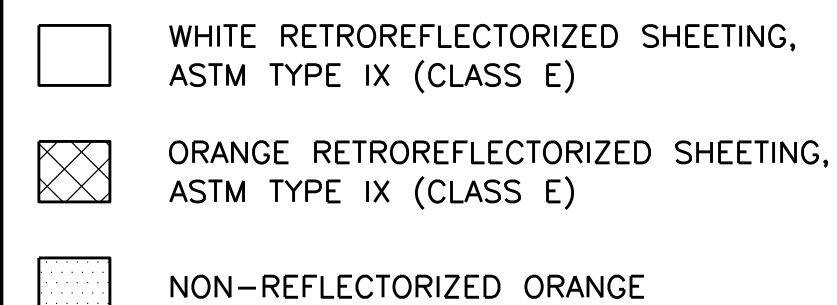 WHITE RETROREFLECTORIZED SHEETING,
ASTM TYPE IX (CLASS E)
ORANGE RETROREFLECTORIZED SHEETING,
ASTM TYPE IX (CLASS E)
NON-REFLECTORIZED ORANGE